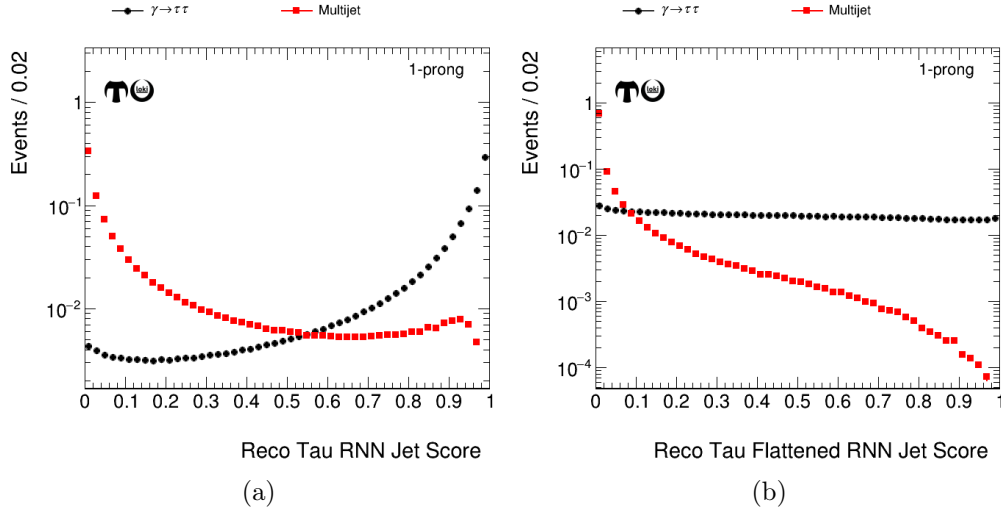 γ→ττ Multijet
1-prong
loki
Events / 0.02
1
10⁻¹
10⁻²
0 0.1 0.2 0.3 0.4 0.5 0.6 0.7 0.8 0.9 1
Reco Tau RNN Jet Score
(a)
γ→ττ Multijet
1-prong
loki
Events / 0.02
1
10⁻¹
10⁻²
10⁻³
10⁻⁴
0 0.1 0.2 0.3 0.4 0.5 0.6 0.7 0.8 0.9 1
Reco Tau Flattened RNN Jet Score
(b)